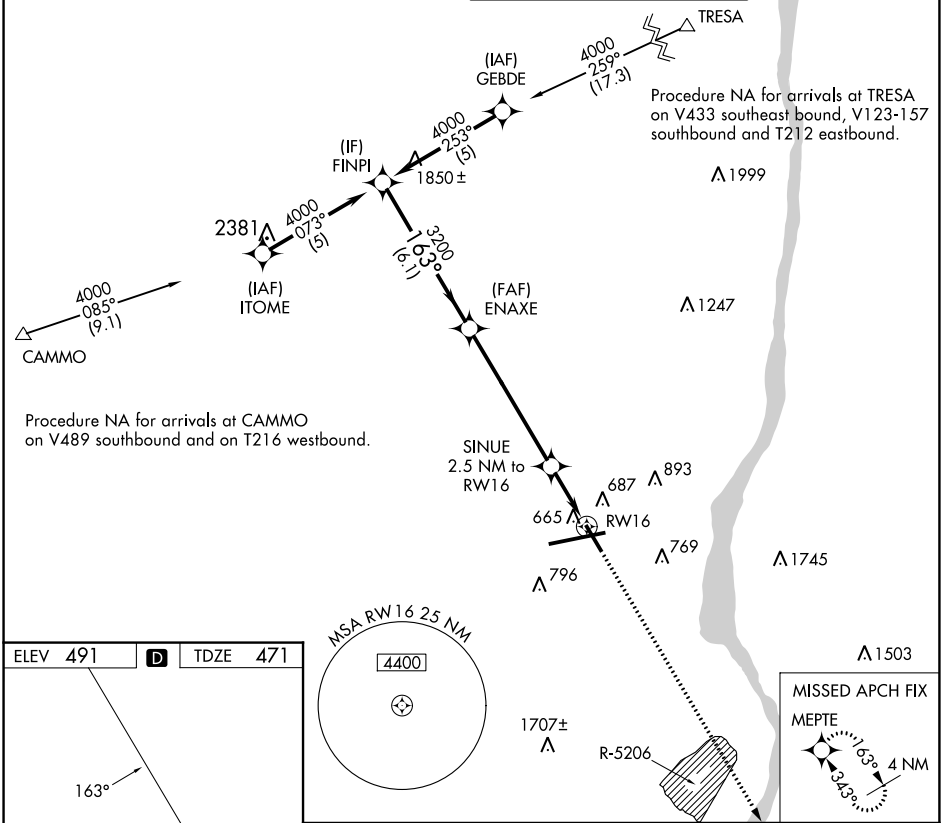 TRESA
4000
259°
(17.3)
(IAF)
GEBDE
Procedure NA for arrivals at TRESA
on V433 southeast bound, V123-157
southbound and T212 eastbound.
4000
253°
(5)
(IF)
FINPI
1850 ±
1999
2381
4000
073°
(5)
3200
163°
(6.1)
(IAF)
ITOME
4000
085°
(9.1)
CAMMO
(FAF)
ENAXE
1247
Procedure NA for arrivals at CAMMO
on V489 southbound and on T216 westbound.
SINUE
2.5 NM to
RW16
687
893
665
RW16
769
1745
796
MSA RW16 25 NM
4400
ELEV 491
D
TDZE 471
163°
1503
1707±
R-5206
MISSED APCH FIX
MEPTE
163°
343°
4 NM